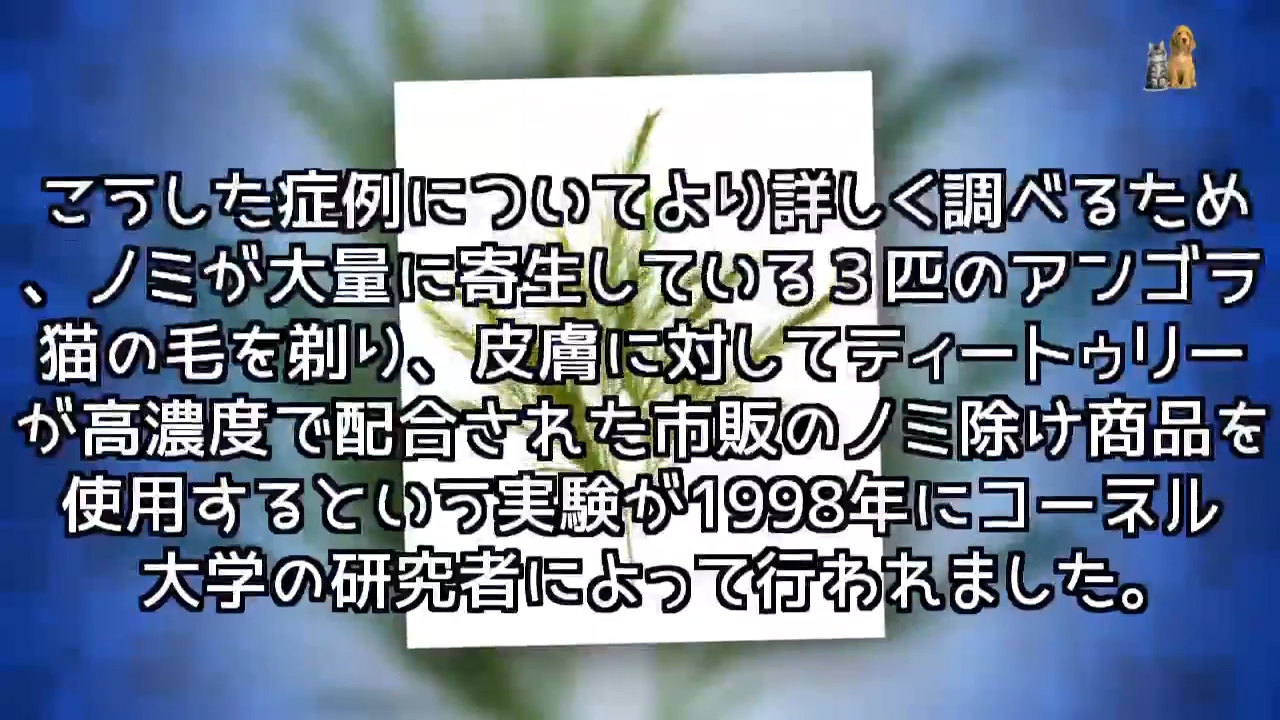 こうした症例についてより詳しく調べるため
、ノミが大量に寄生している３匹のアンゴラ
猫の毛を剃り、皮膚に対してティートゥリー
が高濃度で配合された市販のノミ除け商品を
使用するという実験が1998年にコーネル
大学の研究者によって行われました。